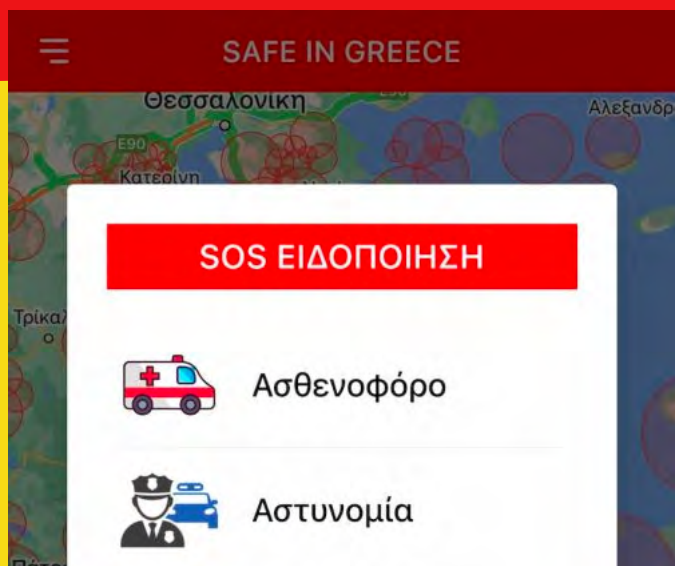 SAFE IN GREECE
Θεσσαλονίκη
Αλεξανδρ
E90
Κατερίνη
SOS ΕΙΔΟΠΟΙΗΣΗ
Τρίκαλ
Ασθενοφόρο
Αστυνομία